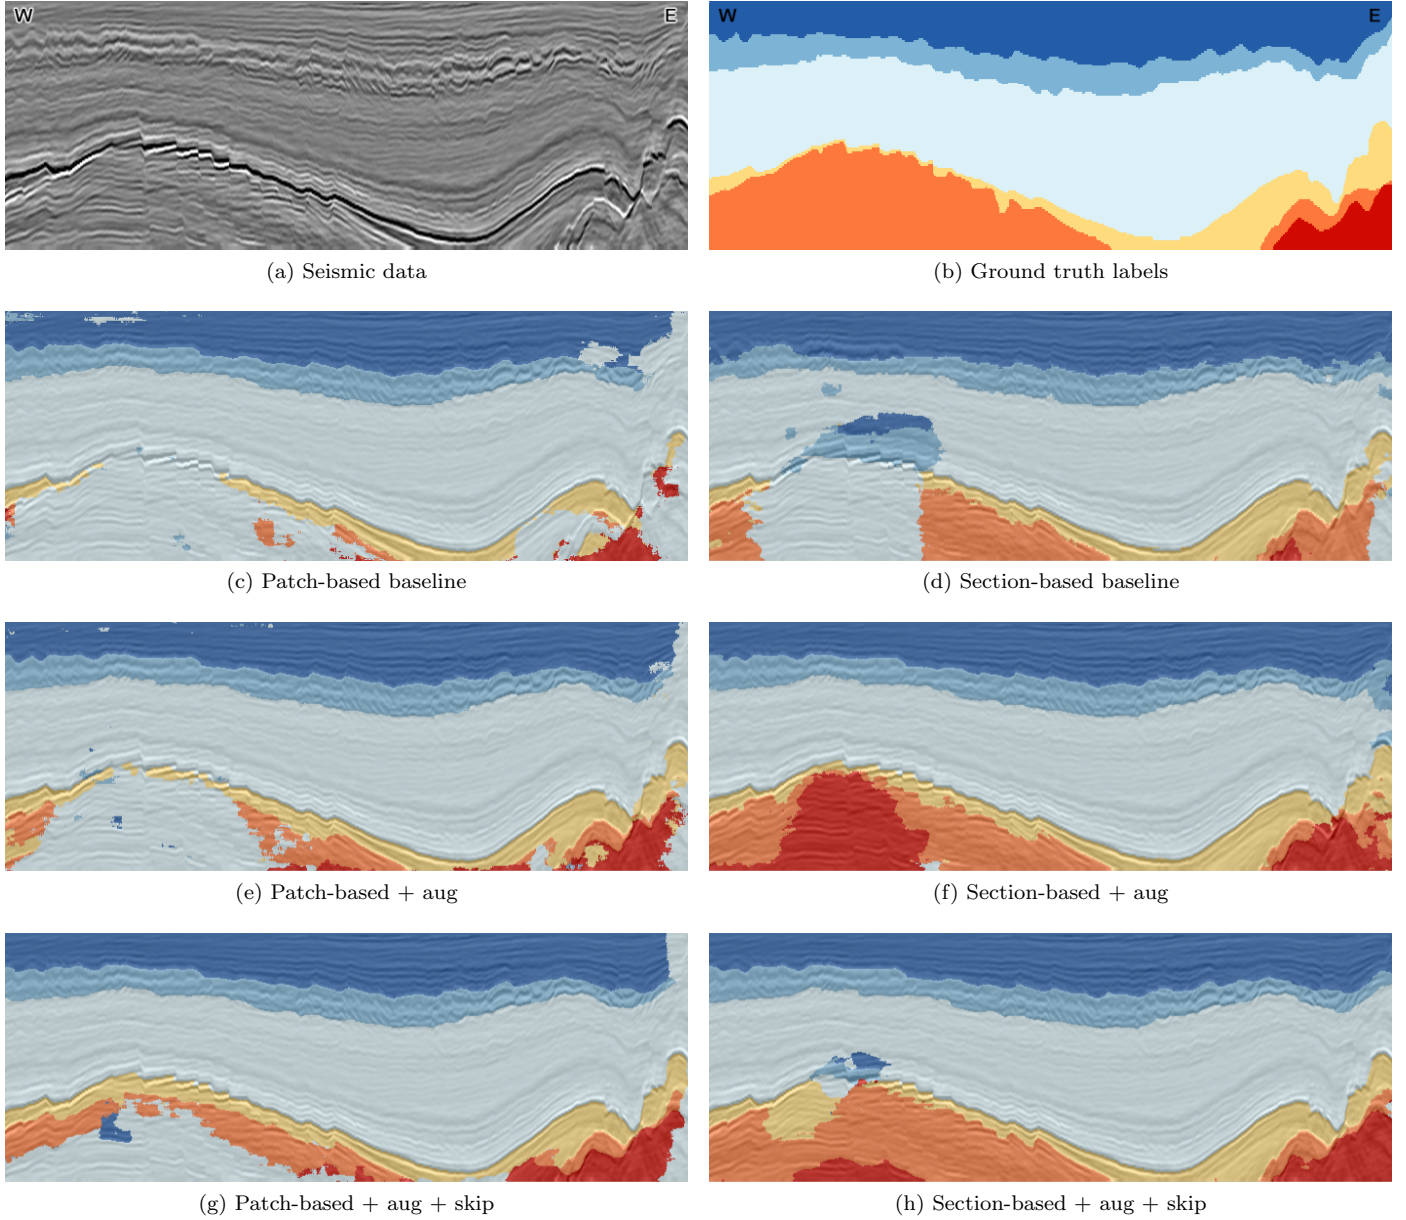 W E
W E
(a) Seismic data
(b) Ground truth labels
(c) Patch-based baseline
(d) Section-based baseline
(e) Patch-based + aug
(f) Section-based + aug
(g) Patch-based + aug + skip
(h) Section-based + aug + skip